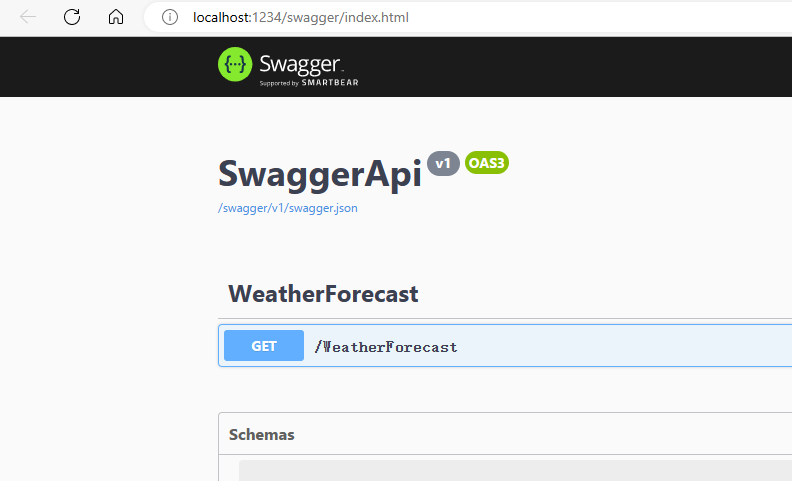 localhost:1234/swagger/index.html
{···} Swagger
Supported by SMARTBEAR
SwaggerApi v1 OAS3
/swagger/v1/swagger.json
WeatherForecast
GET /WeatherForecast
Schemas